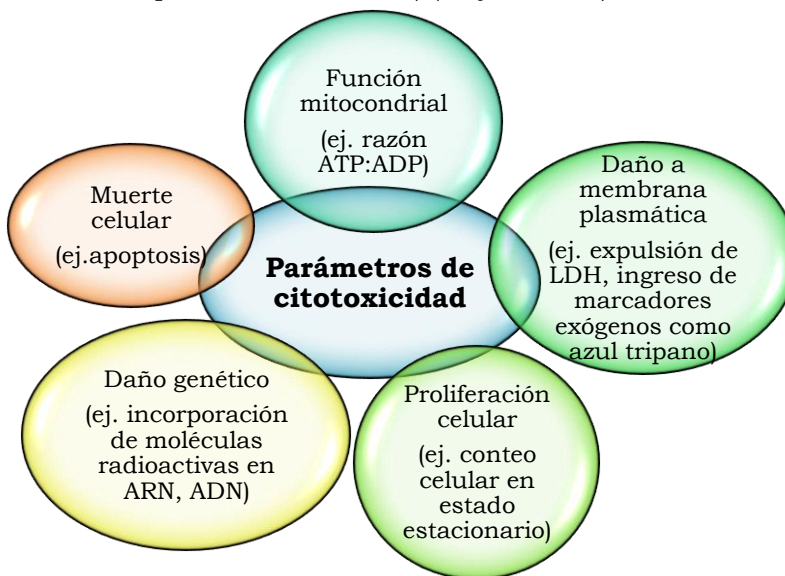 Función
mitocondrial
(ej. razón
ATP:ADP)
Daño a
membrana
plasmática
(ej. expulsión de
LDH, ingreso de
marcadores
exógenos como
azul tripano)
Proliferación
celular
(ej. conteo
celular en
estado
estacionario)
Daño genético
(ej. incorporación
de moléculas
radioactivas en
ARN, ADN)
Muerte
celular
(ej.apoptosis)
Parámetros de
citotoxicidad